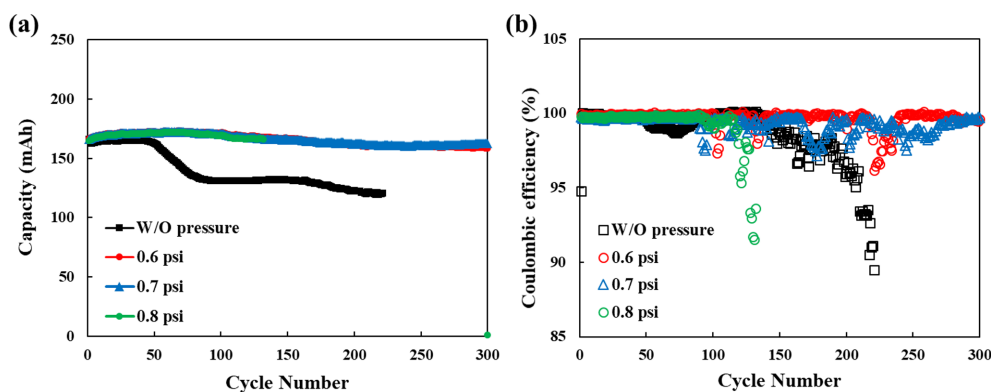 (a)
250
200
150
100
50
0
Capacity (mAh)
W/O pressure
0.6 psi
0.7 psi
0.8 psi
0 50 100 150 200 250 300
Cycle Number
(b)
105
100
95
90
85
Coulombic efficiency (%)
W/O pressure
0.6 psi
0.7 psi
0.8 psi
0 50 100 150 200 250 300
Cycle Number